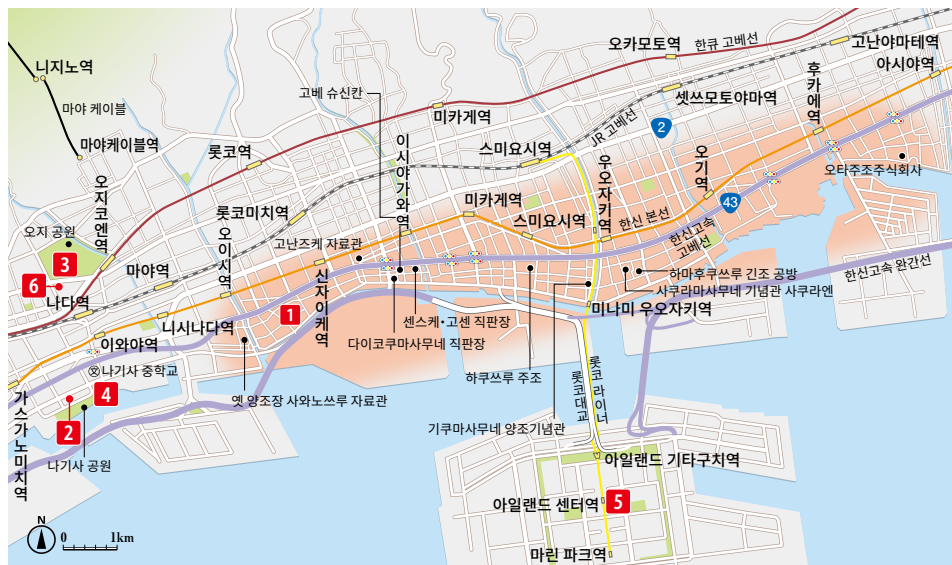 니지노역
마야 케이블
마야케이블역
오지코엔역
오지 공원
3
6
나다역
마야역
롯코역
롯코미치역
오이시역
고베 슈신칸
이시야가와역
미카게역
오카모토역
한큐 고베선
고난야마테역
아시야역
후카에역
셋쓰모토야마역
2
JR 고베선
스미요시역
우오자키역
오기역
43
오타주조주식회사
미카게역
스미요시역
한신 본선
한신고속
고베선
고난즈케 자료관
신자이케역
1
니시나다역
이와야역
나기사 중학교
4
2
나기사 공원
가스가노미치역
옛 양조장 사와노쓰루 자료관
센스케•고센 직판장
다이코쿠마사무네 직판장
하쿠쓰루 주조
기쿠마사무네 양조기념관
하마후쿠쓰루 긴조 공방
사쿠라마사무네 기념관 사쿠라엔
미나미 우오자키역
한신고속 완간선
롯코대교
롯코 라이너
아일랜드 기타구치역
아일랜드 센터역
5
마린 파크역
N
0
1km